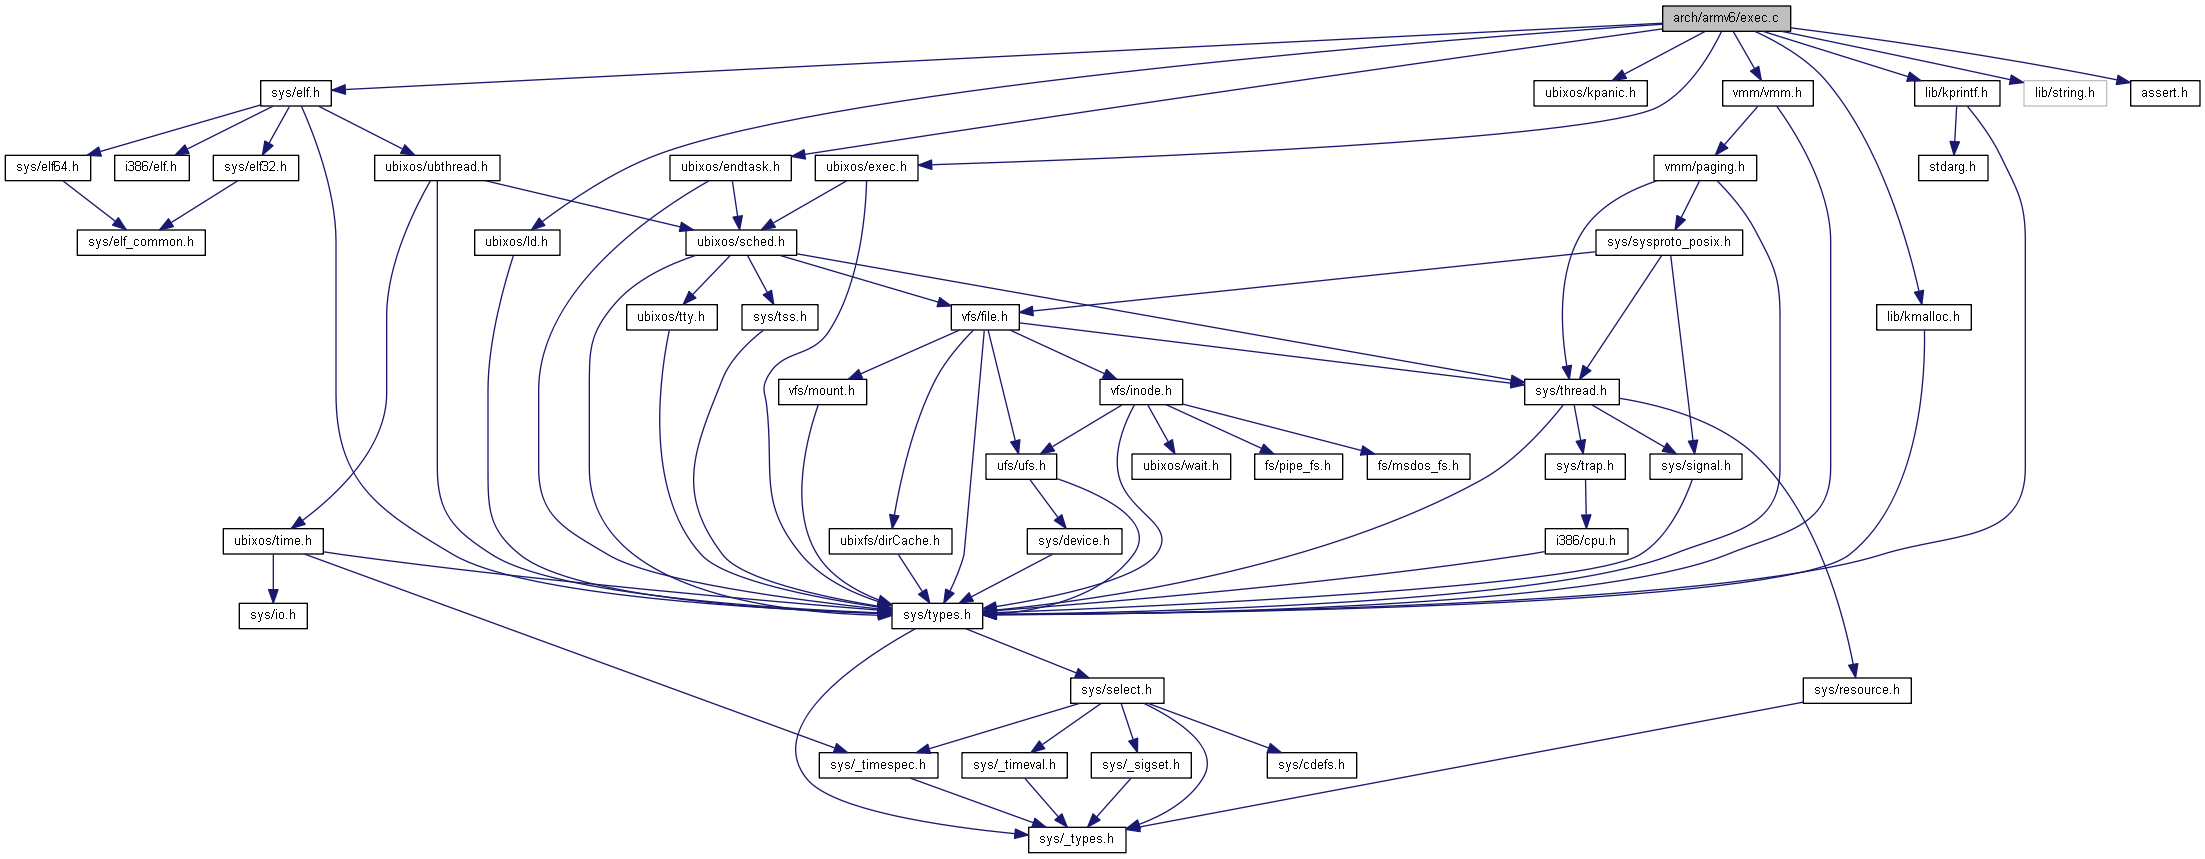 arch/armv6/exec.c
sys/elf.h
ubixos/kpanic.h
vmm/vmm.h
lib/kprintf.h
lib/string.h
assert.h
sys/elf64.h
i386/elf.h
sys/elf32.h
ubixos/ubthread.h
ubixos/endtask.h
ubixos/exec.h
vmm/paging.h
stdarg.h
sys/elf_common.h
ubixos/ld.h
ubixos/sched.h
sys/sysproto_posix.h
ubixos/tty.h
sys/tss.h
vfs/file.h
lib/kmalloc.h
vfs/mount.h
vfs/inode.h
sys/thread.h
ufs/ufs.h
ubixos/wait.h
fs/pipe_fs.h
fs/msdos_fs.h
sys/trap.h
sys/signal.h
ubixos/time.h
ubixfs/dirCache.h
sys/device.h
i386/cpu.h
sys/io.h
sys/types.h
sys/select.h
sys/resource.h
sys/_timespec.h
sys/_timeval.h
sys/_sigset.h
sys/cdefs.h
sys/_types.h